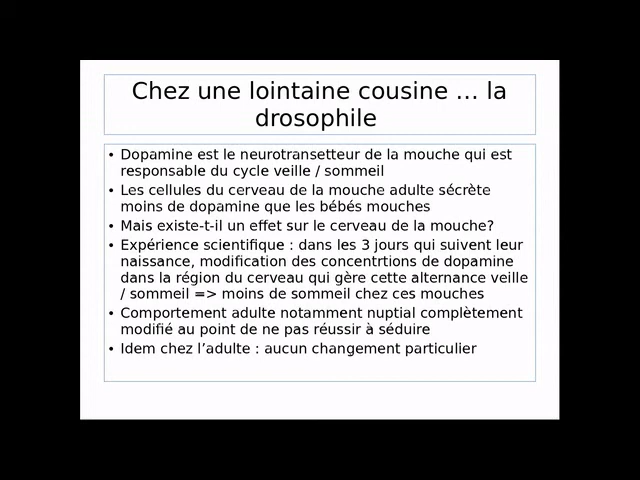 Chez une lointaine cousine ... la
drosophile
• Dopamine est le neurotransetteur de la mouche qui est
responsable du cycle veille / sommeil
• Les cellules du cerveau de la mouche adulte sécrète
moins de dopamine que les bébés mouches
• Mais existe-t-il un effet sur le cerveau de la mouche?
• Expérience scientifique : dans les 3 jours qui suivent leur
naissance, modification des concentrtions de dopamine
dans la région du cerveau qui gère cette alternance veille
/ sommeil => moins de sommeil chez ces mouches
• Comportement adulte notamment nuptial complètement
modifié au point de ne pas réussir à séduire
• Idem chez l’adulte : aucun changement particulier